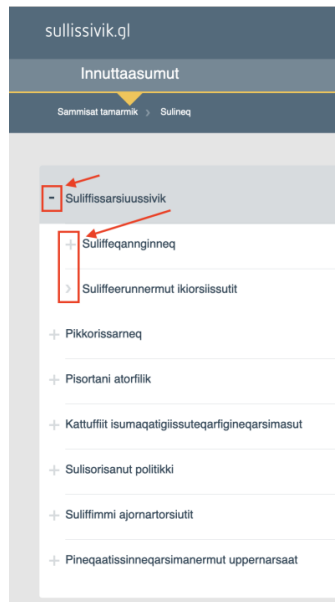 sullissivik.gl
Innuttaasumut
Sammisat tamarmik > Sulineq
- Suliffissarsiuussivik
+ Suliffeqannginneq
> Suliffeerunnermut ikiorsiissutit
+ Pikkorissarneq
+ Pisortani atorfilik
+ Kattuffiit isumaqatigiissuteqarfigineqarsimasut
+ Sulisorisanut politikki
+ Suliffimmi ajornartorsiutit
+ Pineqaatissinneqarsimanermut uppernarsaat